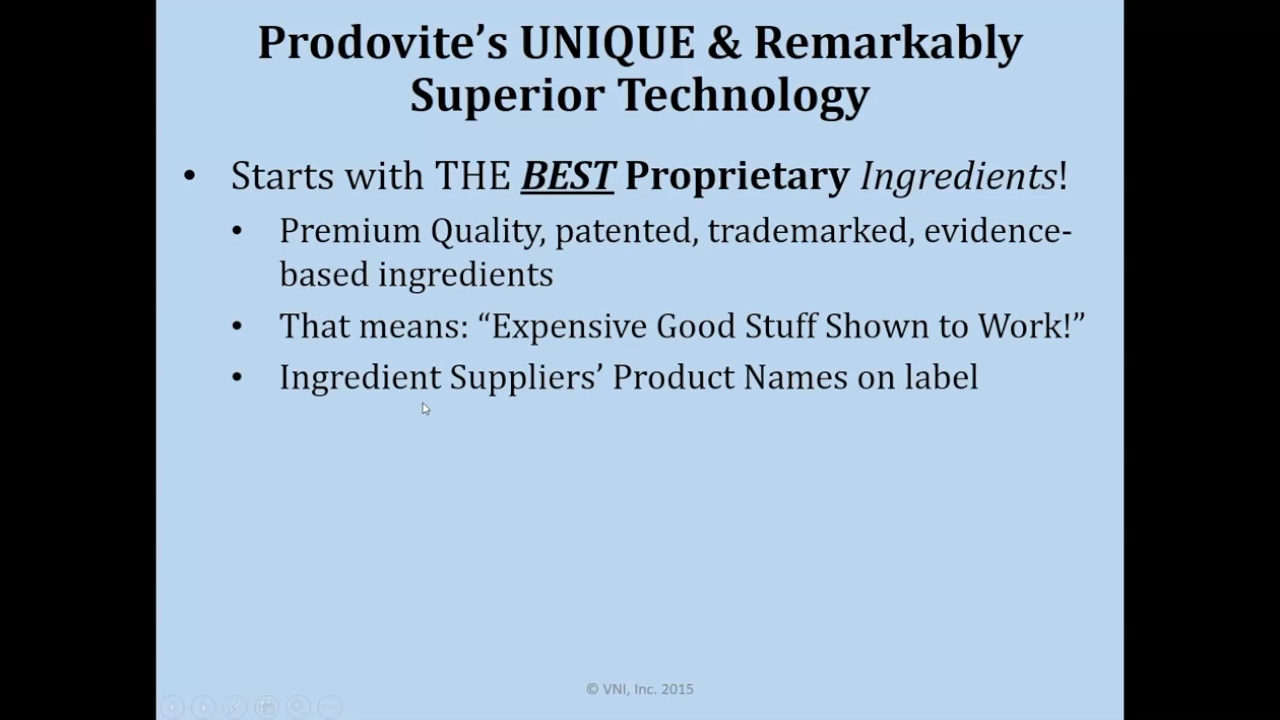 Prodovite’s UNIQUE & Remarkably
Superior Technology
• Starts with THE BEST Proprietary Ingredients!
• Premium Quality, patented, trademarked, evidence-
based ingredients
• That means: “Expensive Good Stuff Shown to Work!”
• Ingredient Suppliers’ Product Names on label
© VNI, Inc. 2015